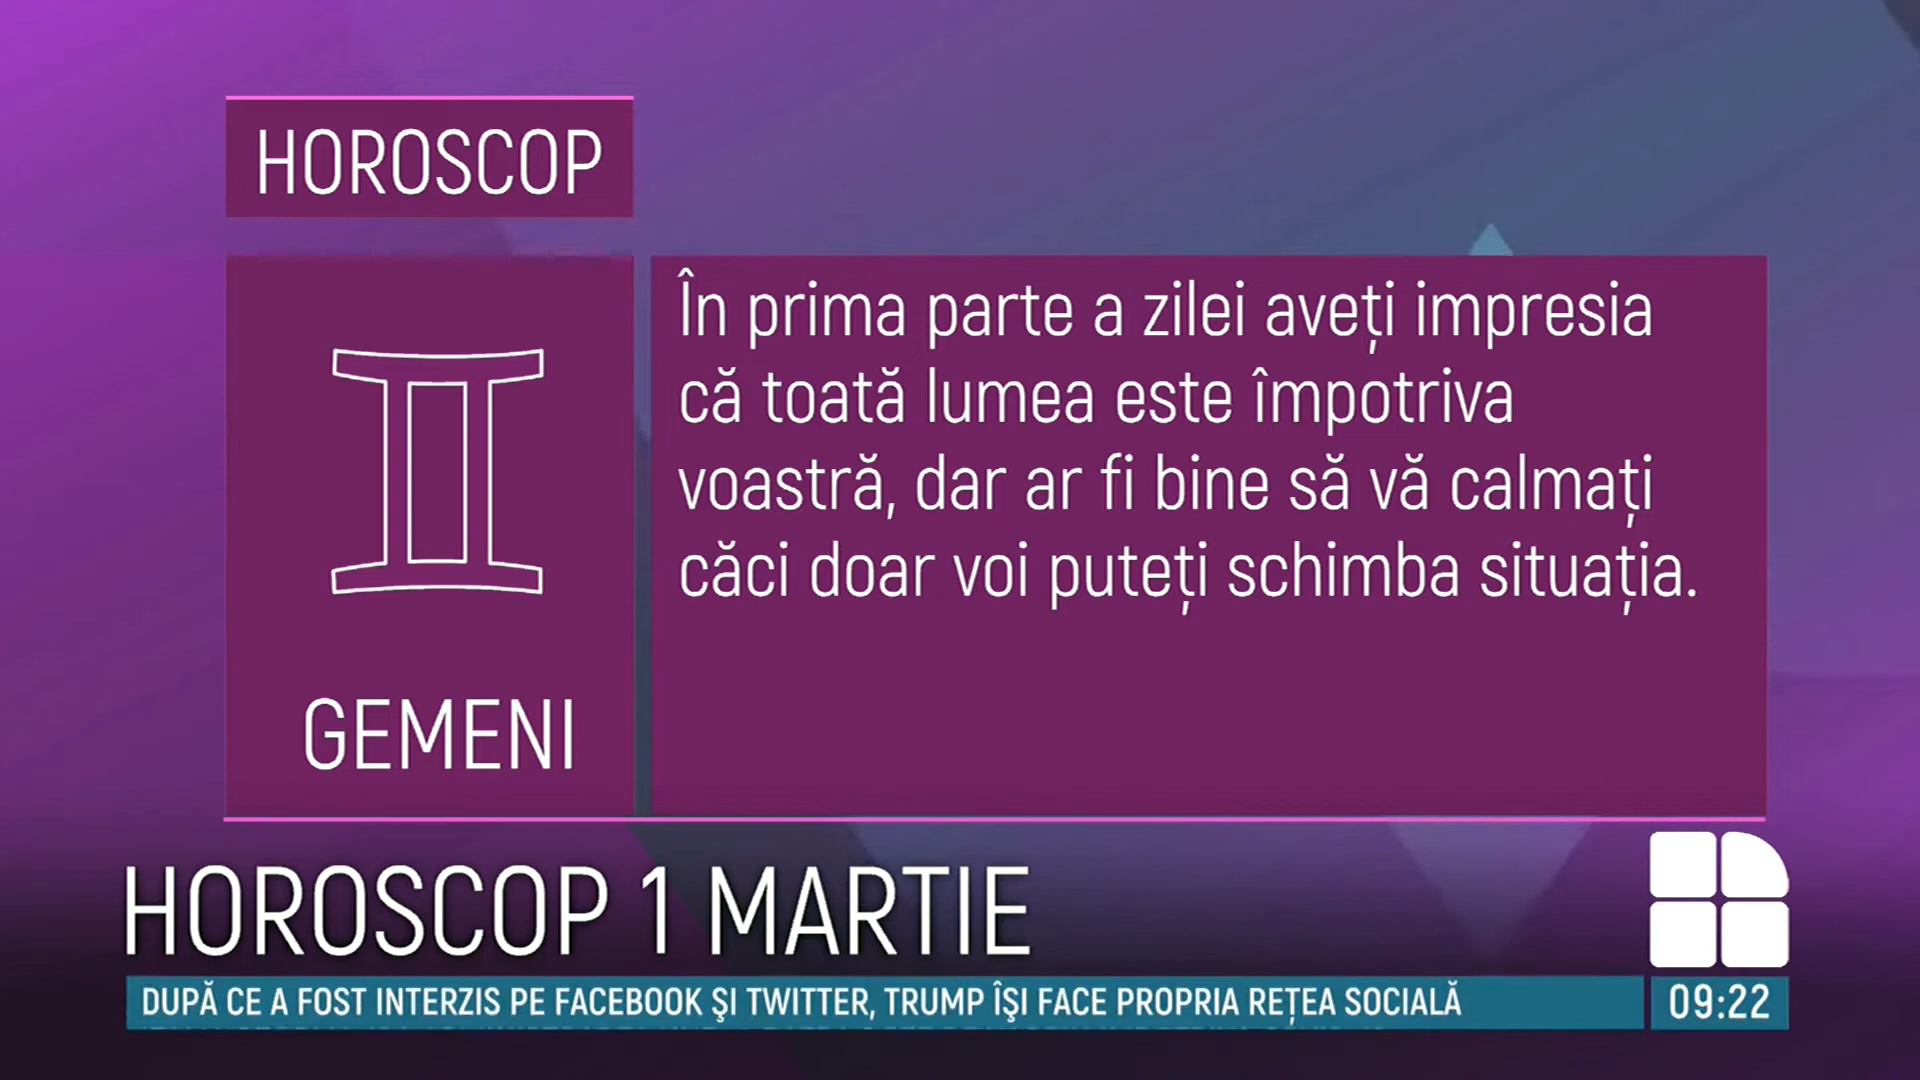 HOROSCOP
GEMENI
În prima parte a zilei aveți impresia
că toată lumea este împotriva
voastră, dar ar fi bine să vă calmați
căci doar voi puteți schimba situația.
HOROSCOP 1 MARTIE
DUPĂ CE A FOST INTERZIS PE FACEBOOK ŞI TWITTER, TRUMP ÎŞI FACE PROPRIA REȚEA SOCIALĂ
09:22